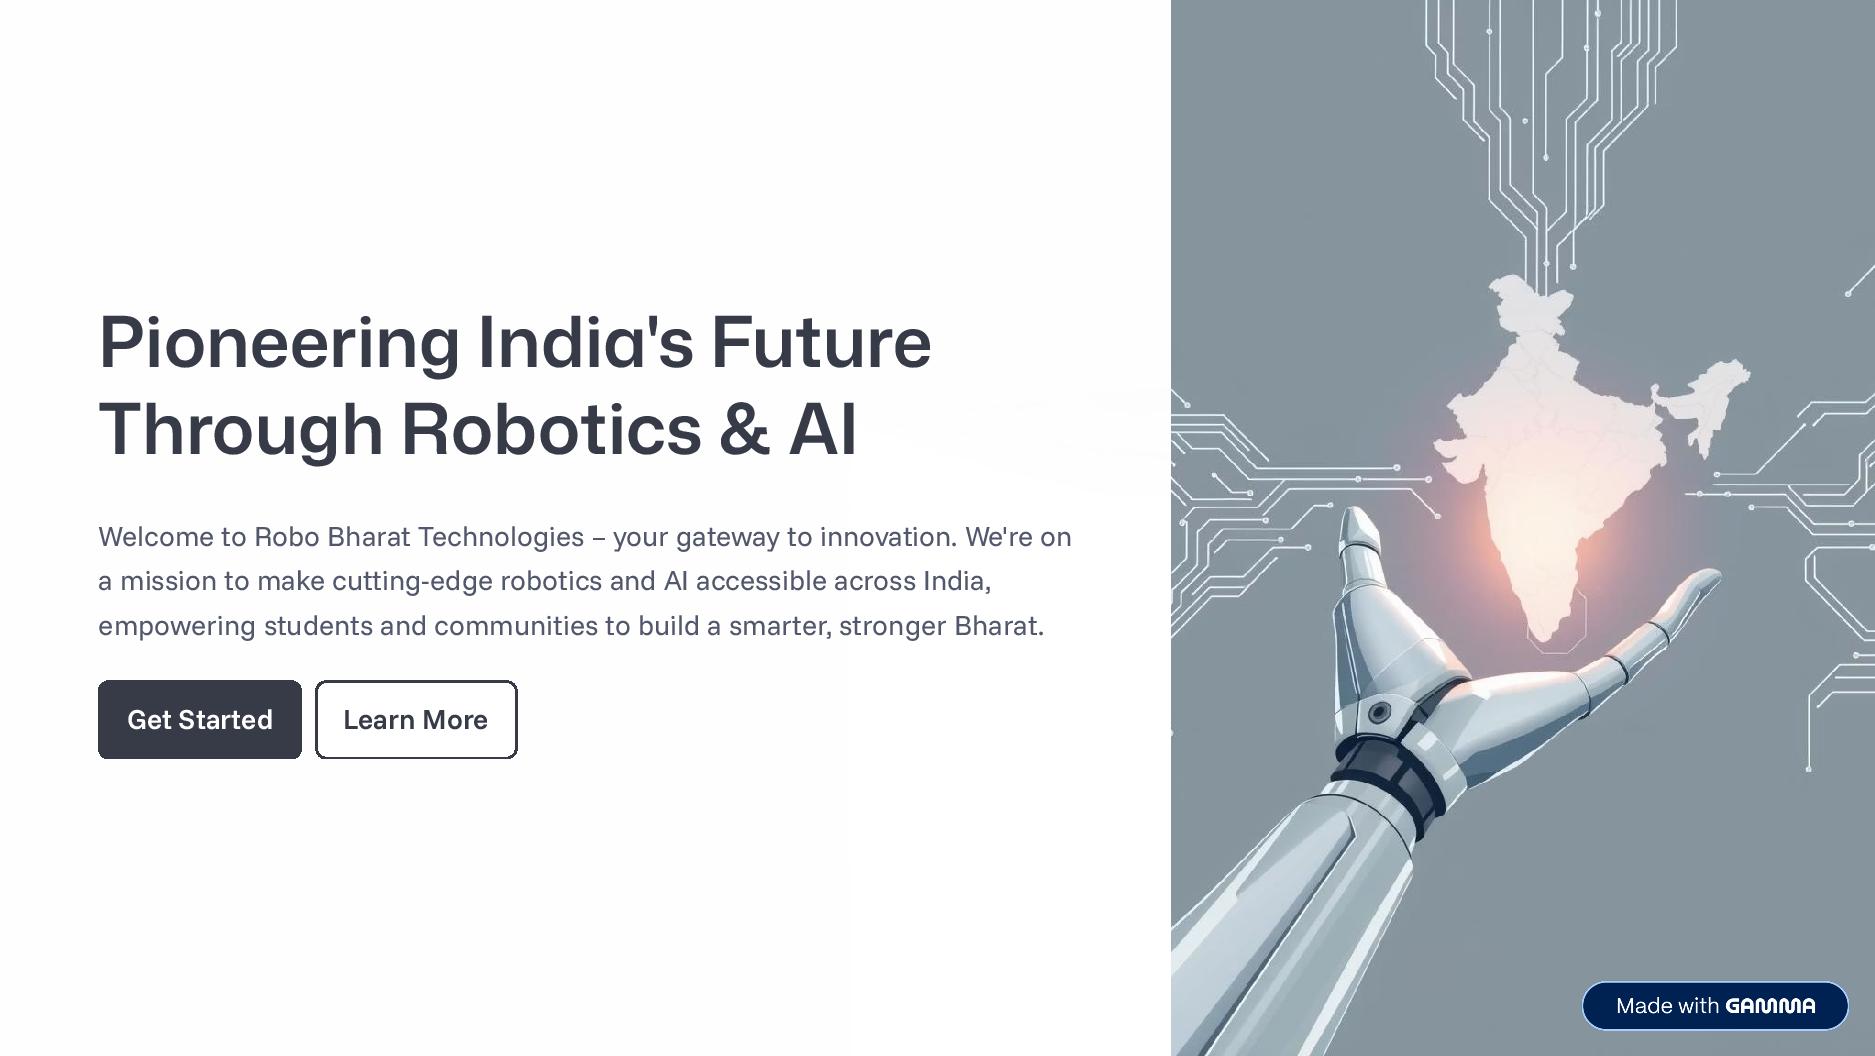 Pioneering India's Future
Through Robotics & AI
Welcome to Robo Bharat Technologies – your gateway to innovation. We're on
a mission to make cutting-edge robotics and AI accessible across India,
empowering students and communities to build a smarter, stronger Bharat.
Get Started
Learn More
Made with GAMMA